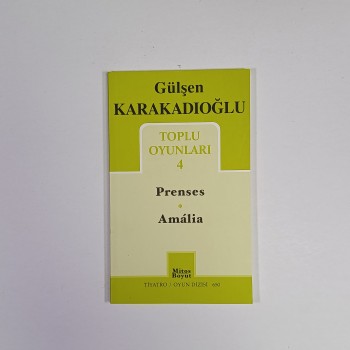 Gülşen
KARAKADIOĞLU
TOPLU
OYUNLARI
4
Prenses
Amália
Mitos
Boyut
TİYATRO / OYUN DİZİSİ